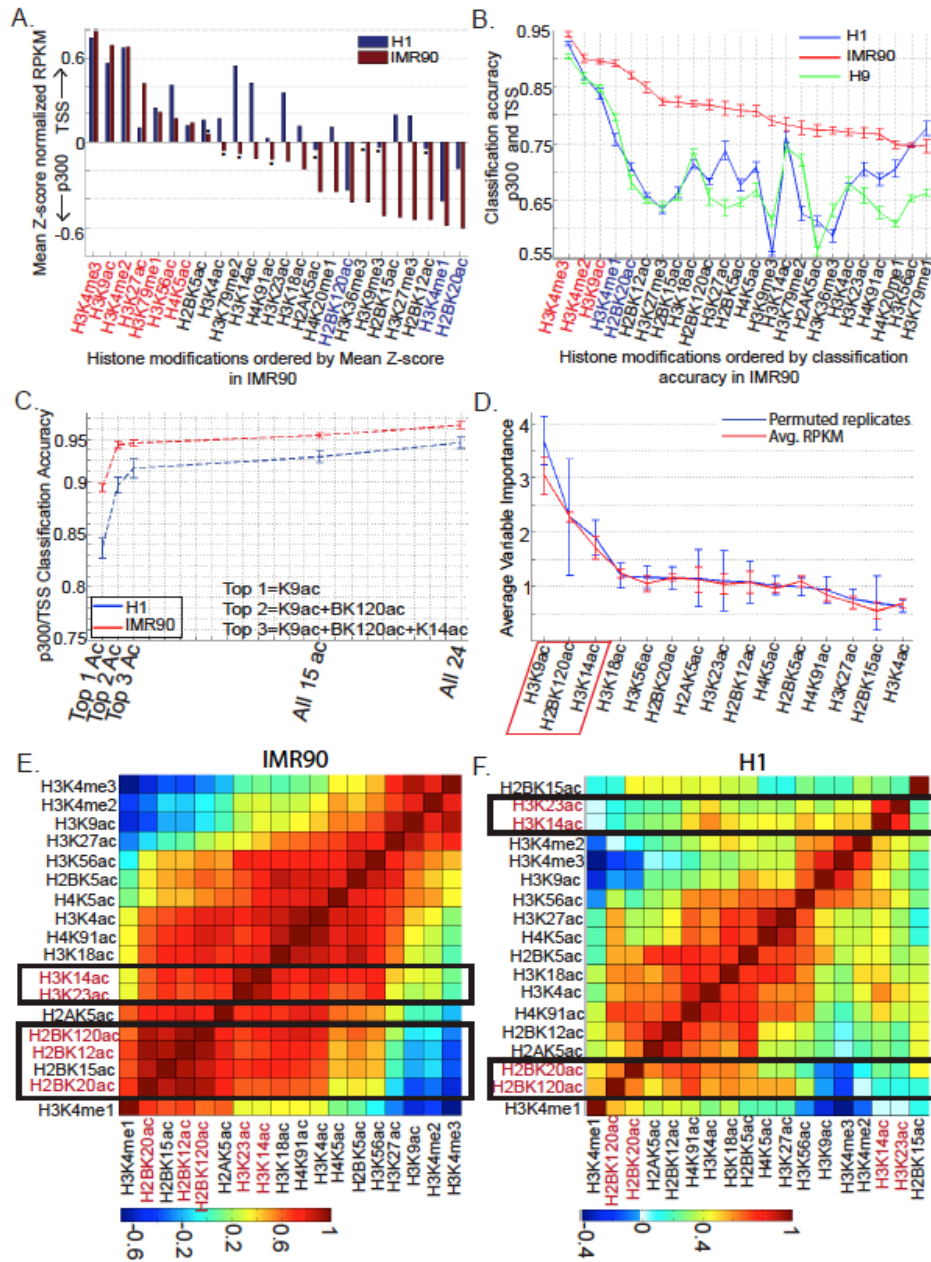 A.
Mean Z-score normalized RPKM
p300 TSS
0.6
0
-0.6
H1
IMR90
H3K4me3
H3K9ac
H3K4me2
H3K27ac
H3K79me1
H3K56ac
H4K5ac
H2BK5ac
H3K4ac
H3K79me2
H3K14ac
H4K91ac
H3K23ac
H3K18ac
H2AK5ac
H4K20me1
H2BK120ac
H3K36me3
H3K9me3
H2BK15ac
H3K27me3
H2BK12ac
H3K4me1
H2BK20ac
Histone modifications ordered by Mean Z-score
in IMR90
B.
Classification accuracy
p300 and TSS
0.95
0.85
0.75
0.65
0.55
H1
IMR90
H9
H3K4me3
H3K4me2
H3K9ac
H3K4me1
H2BK20ac
H2BK12ac
H3K27me3
H2BK15ac
H3K18ac
H2BK120ac
H3K27ac
H2BK5ac
H4K5ac
H3K9me3
H3K14ac
H3K79me2
H2AK5ac
H3K36me3
H3K4ac
H3K23ac
H4K91ac
H4K20me1
H3K56ac
H3K79me1
Histone modifications ordered by classification
accuracy in IMR90
C.
p300/TSS Classification Accuracy
0.95
0.9
0.85
0.8
0.75
Top 1=K9ac
Top 2=K9ac+BK120ac
Top 3=K9ac+BK120ac+K14ac
H1
IMR90
Top 1 Ac
Top 2 Ac
Top 3 Ac
All 15 ac
All 24
D.
Average Variable Importance
4
3
2
1
Permuted replicates
Avg. RPKM
H3K9ac
H2BK120ac
H3K14ac
H3K18ac
H3K56ac
H2BK20ac
H2AK5ac
H3K23ac
H2BK12ac
H4K5ac
H2BK5ac
H4K91ac
H3K27ac
H2BK15ac
H3K4ac
E.
IMR90
H3K4me3
H3K4me2
H3K9ac
H3K27ac
H3K56ac
H2BK5ac
H4K5ac
H3K4ac
H4K91ac
H3K18ac
H3K14ac
H3K23ac
H2AK5ac
H2BK120ac
H2BK12ac
H2BK15ac
H2BK20ac
H3K4me1
H3K4me1
H2BK20ac
H2BK15ac
H2BK12ac
H2BK120ac
H2AK5ac
H3K23ac
H3K14ac
H3K18ac
H4K91ac
H3K4ac
H4K5ac
H2BK5ac
H3K56ac
H3K27ac
H3K9ac
H3K4me2
H3K4me3
-0.6
-0.2
0.2
0.6
1
F.
H1
H2BK15ac
H3K23ac
H3K14ac
H3K4me2
H3K4me3
H3K9ac
H3K56ac
H3K27ac
H4K5ac
H2BK5ac
H3K18ac
H3K4ac
H4K91ac
H2BK12ac
H2AK5ac
H2BK20ac
H2BK120ac
H3K4me1
H3K4me1
H2BK120ac
H2BK20ac
H2AK5ac
H2BK12ac
H4K91ac
H3K4ac
H3K18ac
H2BK5ac
H4K5ac
H3K27ac
H3K56ac
H3K9ac
H3K4me3
H3K4me2
H3K14ac
H3K23ac
H2BK15ac
-0.4
0
0.4
1